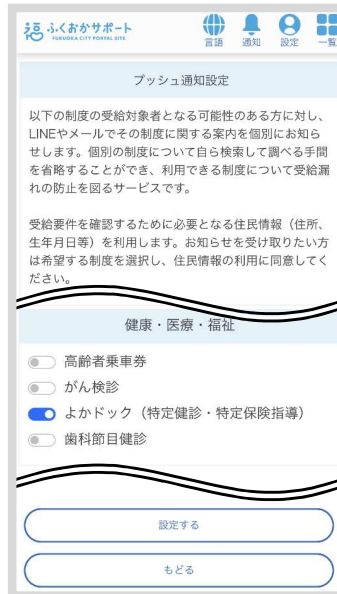 ふくおかサポート
FUKUOKA CITY PORTAL SITE
言語
通知
設定
一覧
プッシュ通知設定
以下の制度の受給対象者となる可能性のある方に対し、
LINEやメールでその制度に関する案内を個別にお知ら
せします。個別の制度について自ら検索して調べる手間
を省略することができ、利用できる制度について受給漏
れの防止を図るサービスです。
受給要件を確認するために必要となる住民情報（住所、
生年月日等）を利用します。お知らせを受け取りたい方
は希望する制度を選択し、住民情報の利用に同意してく
ださい。
健康・医療・福祉
高齢者乗車券
がん検診
よかドック（特定健診・特定保険指導）
歯科節目健診
設定する
もどる